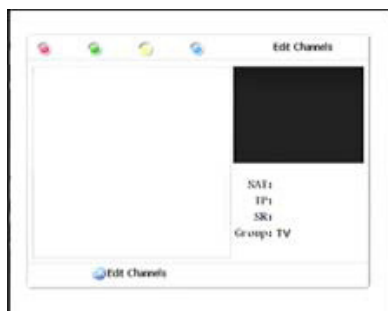 Edit Channels
SAT:
TP:
SR:
Group: TV
Edit Channels